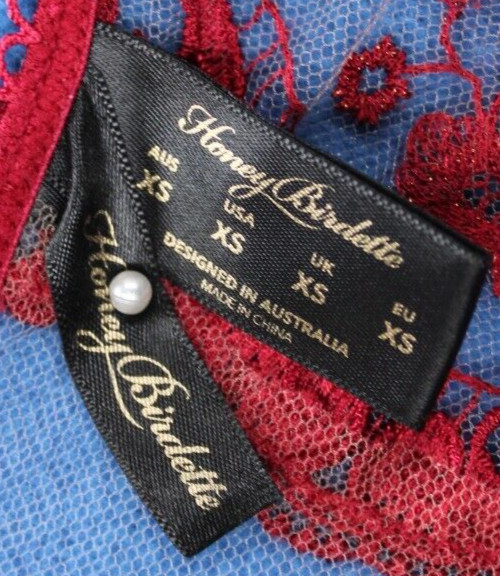 Honey Birdette
AUS USA UK EU
XS XS XS XS
DESIGNED IN AUSTRALIA
MADE IN CHINA
Honey Birdette